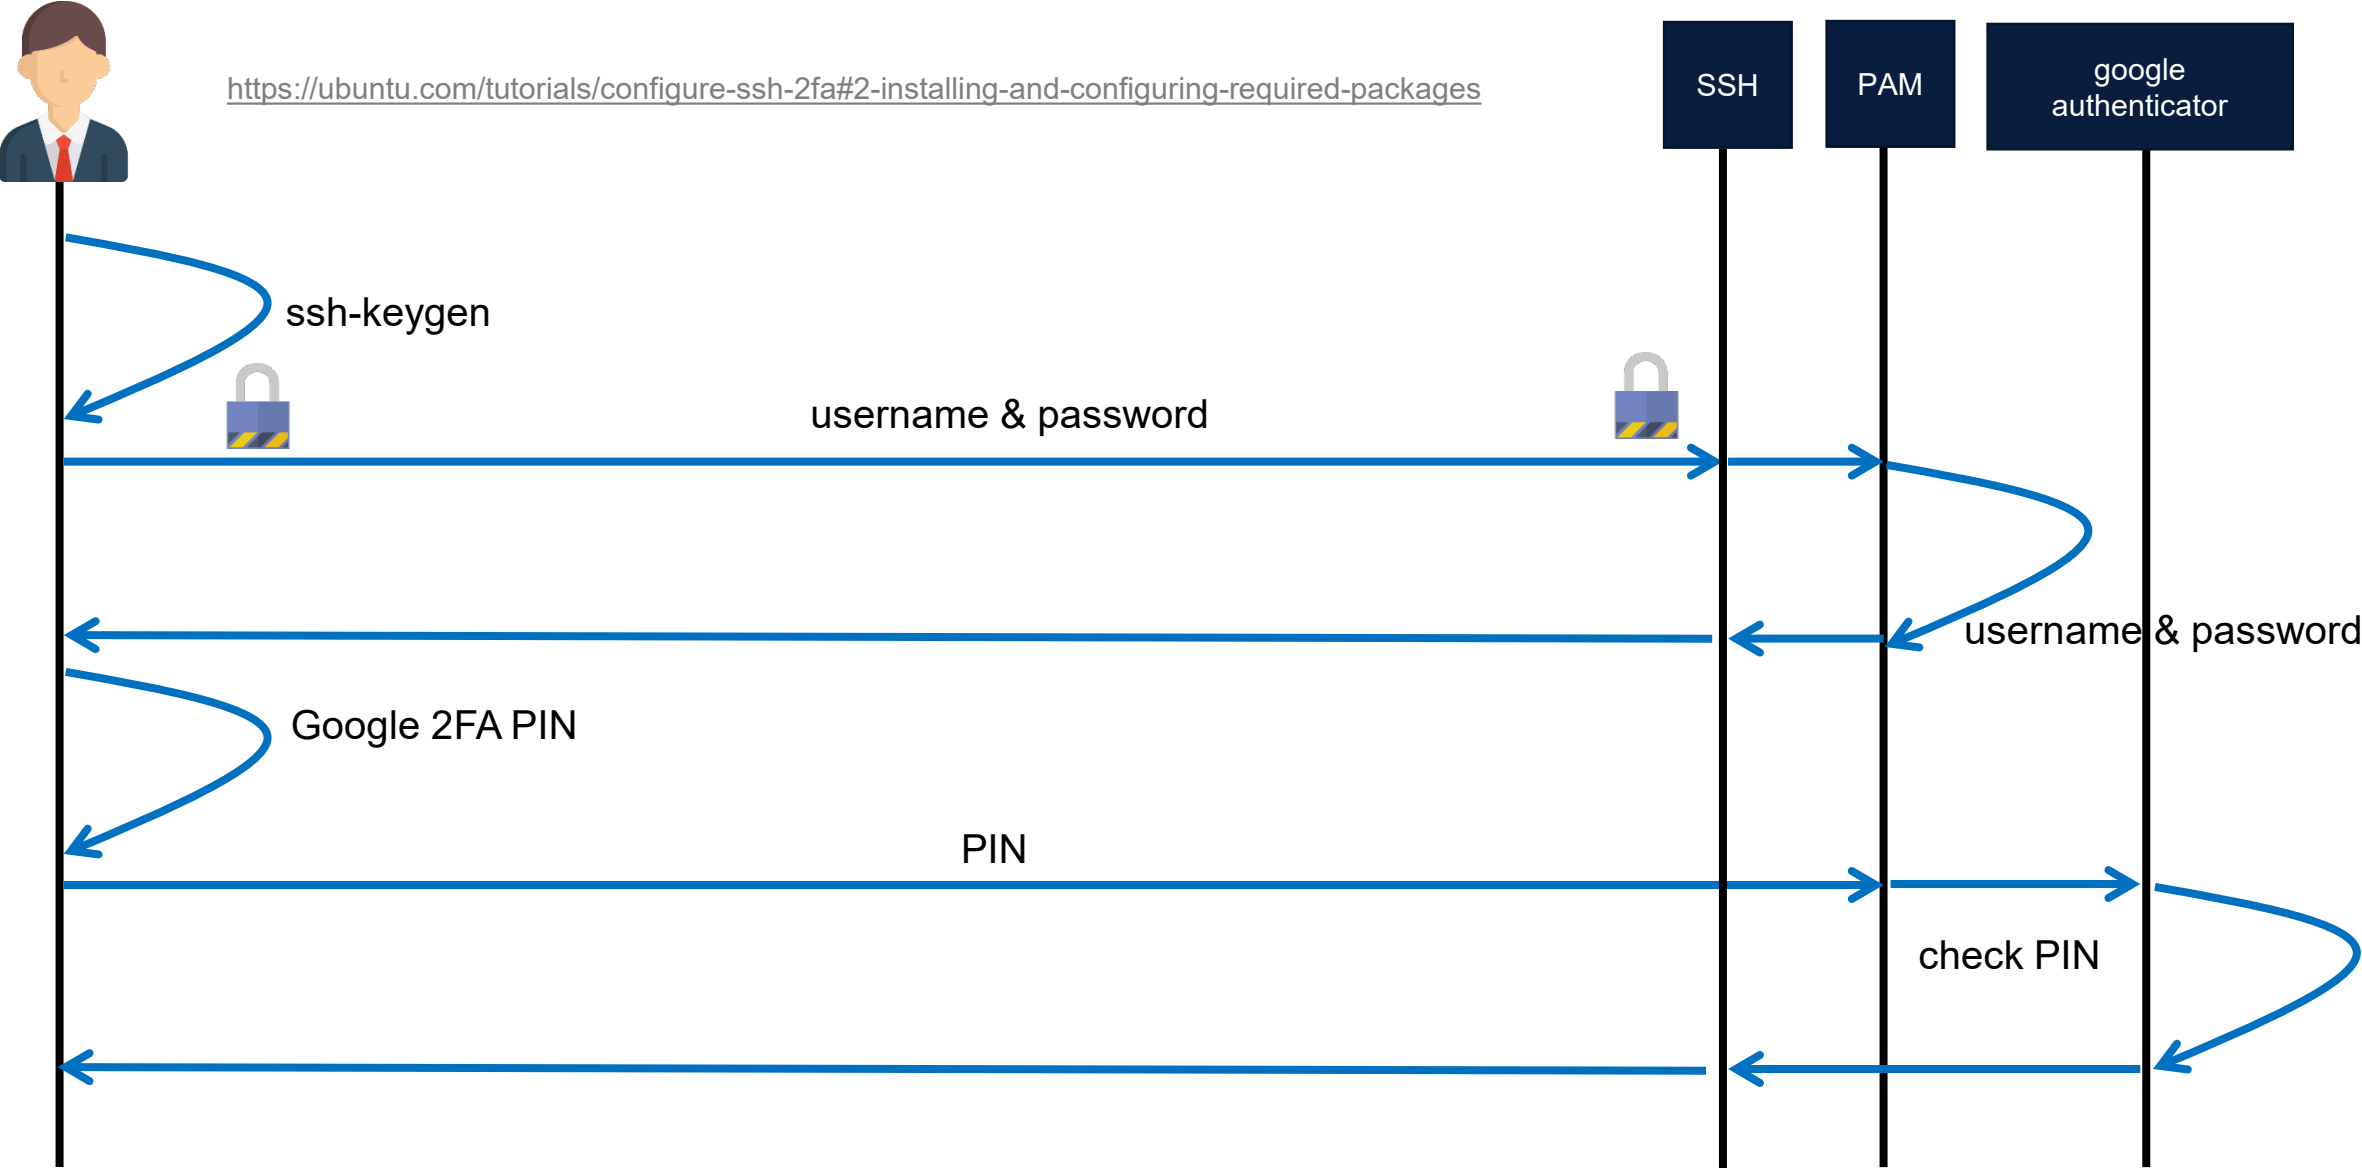 https://ubuntu.com/tutorials/configure-ssh-2fa#2-installing-and-configuring-required-packages
SSH
PAM
google
authenticator
ssh-keygen
username & password
username & password
Google 2FA PIN
PIN
check PIN